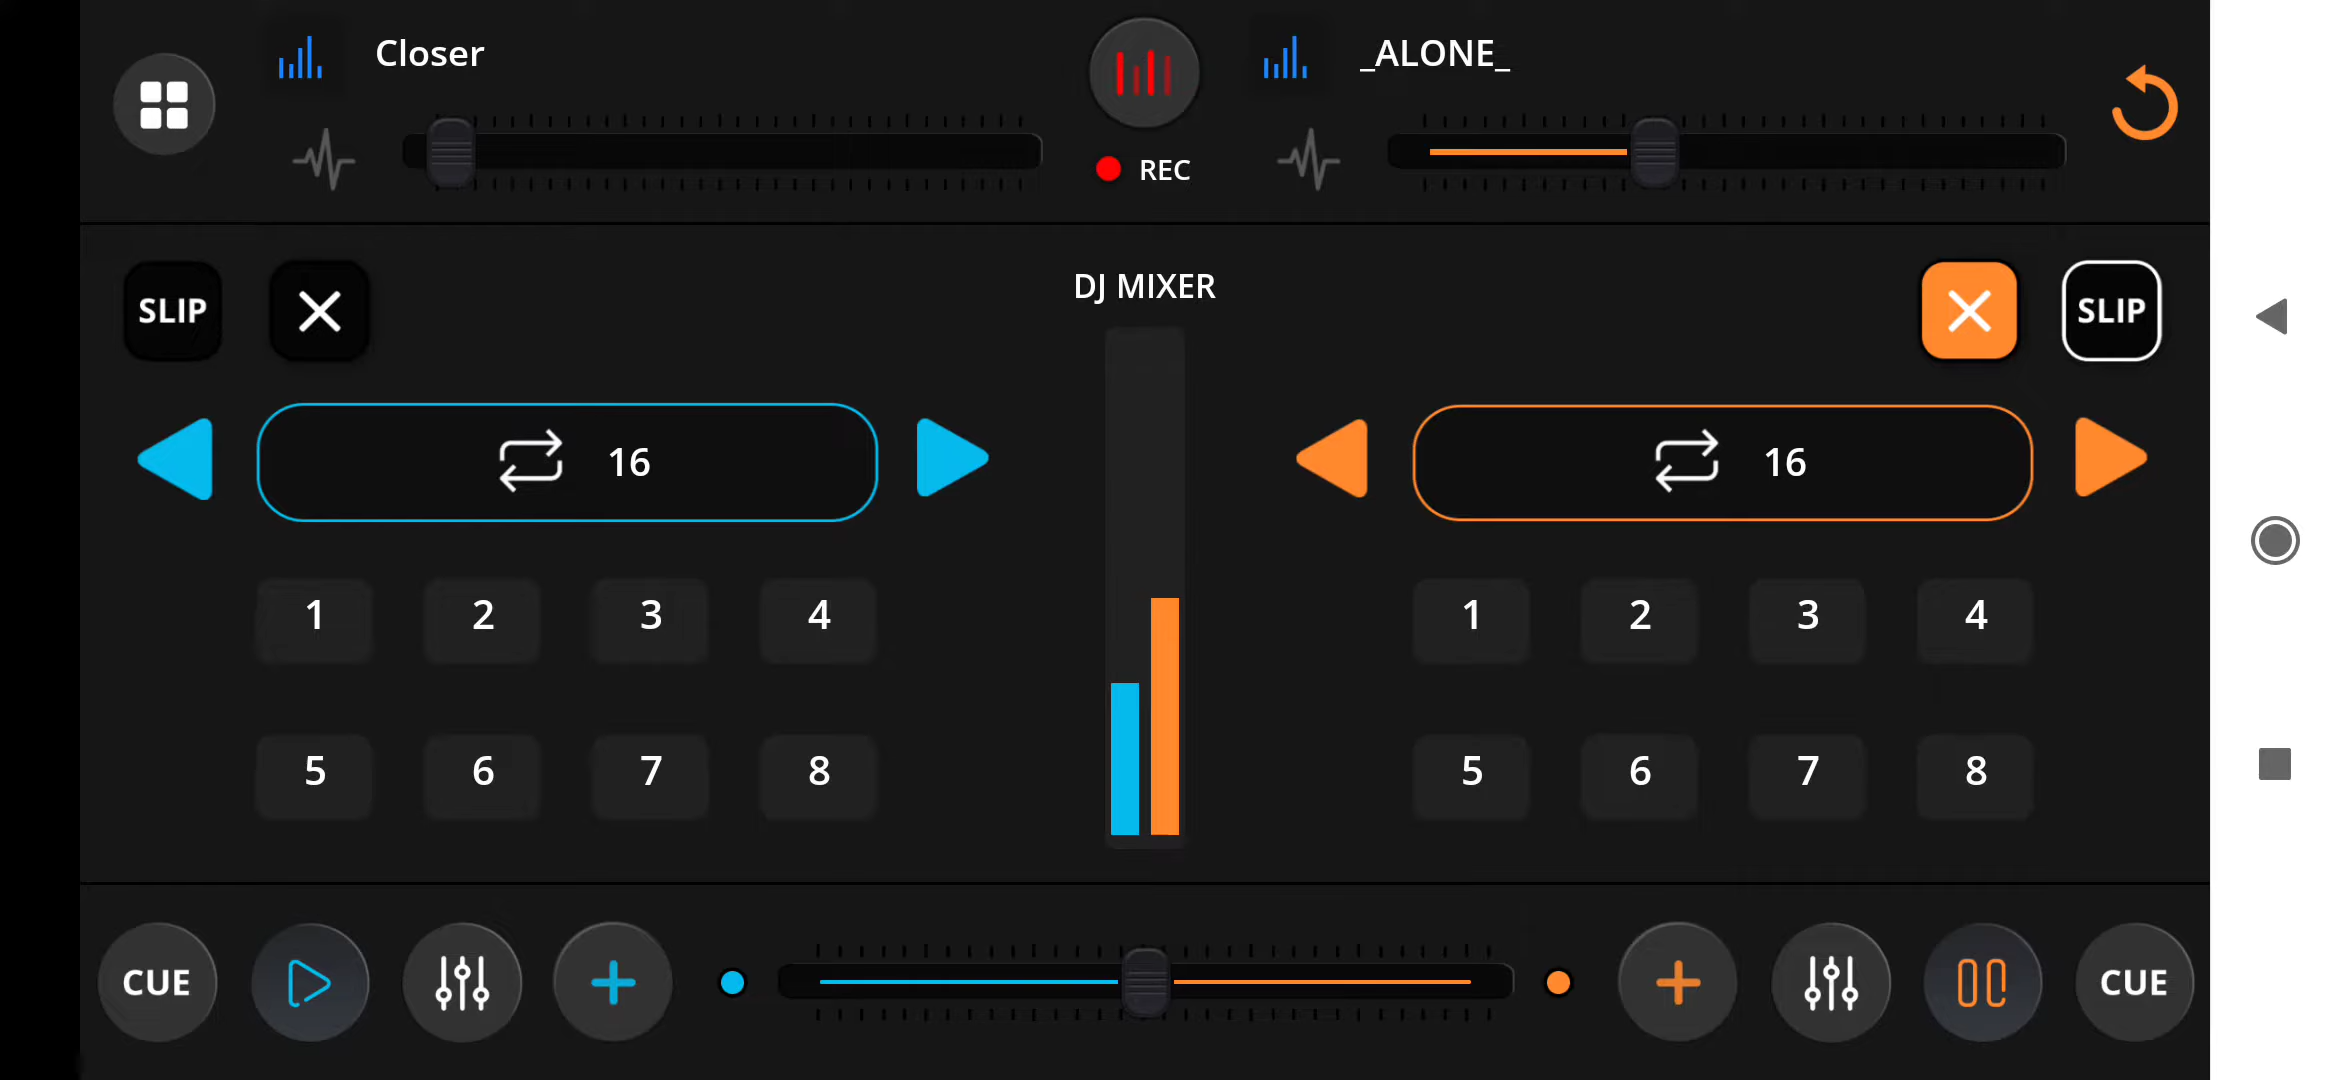 Closer
_ALONE_
REC
SLIP
DJ MIXER
SLIP
16
16
1 2 3 4
1 2 3 4
5 6 7 8
5 6 7 8
CUE
CUE